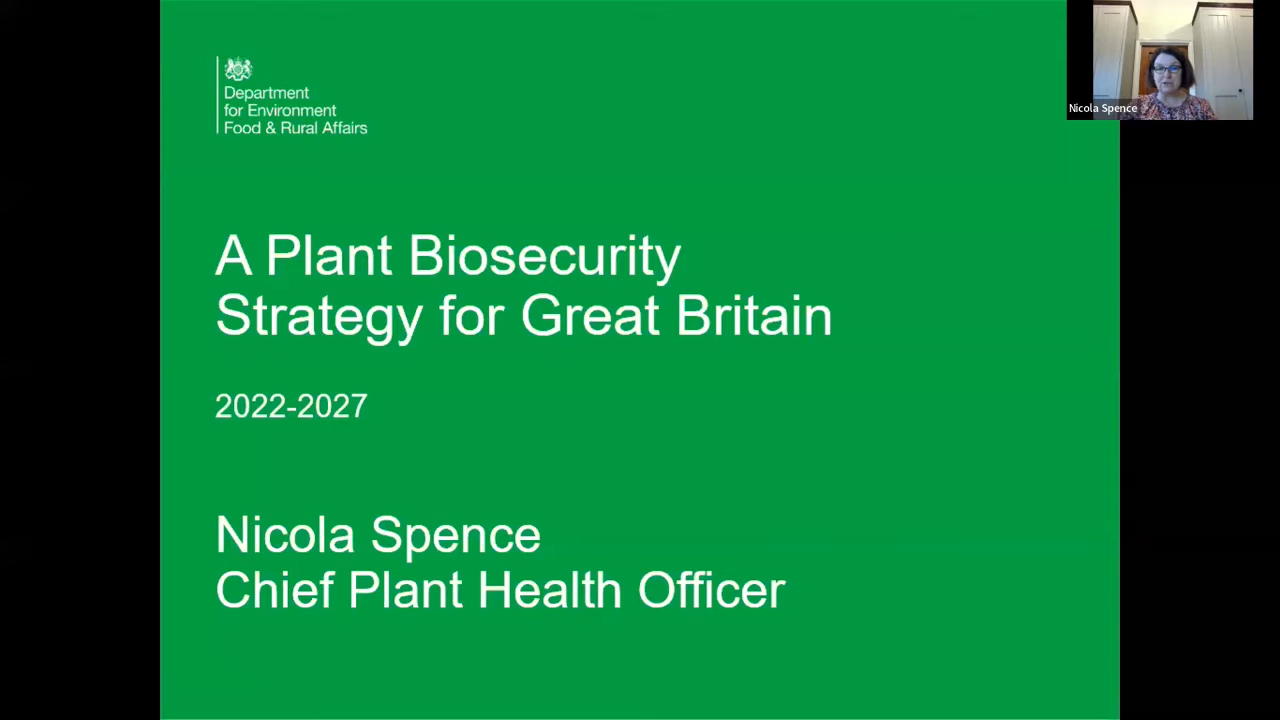 Department
for Environment
Food & Rural Affairs
Nicola Spence
A Plant Biosecurity
Strategy for Great Britain
2022-2027
Nicola Spence
Chief Plant Health Officer